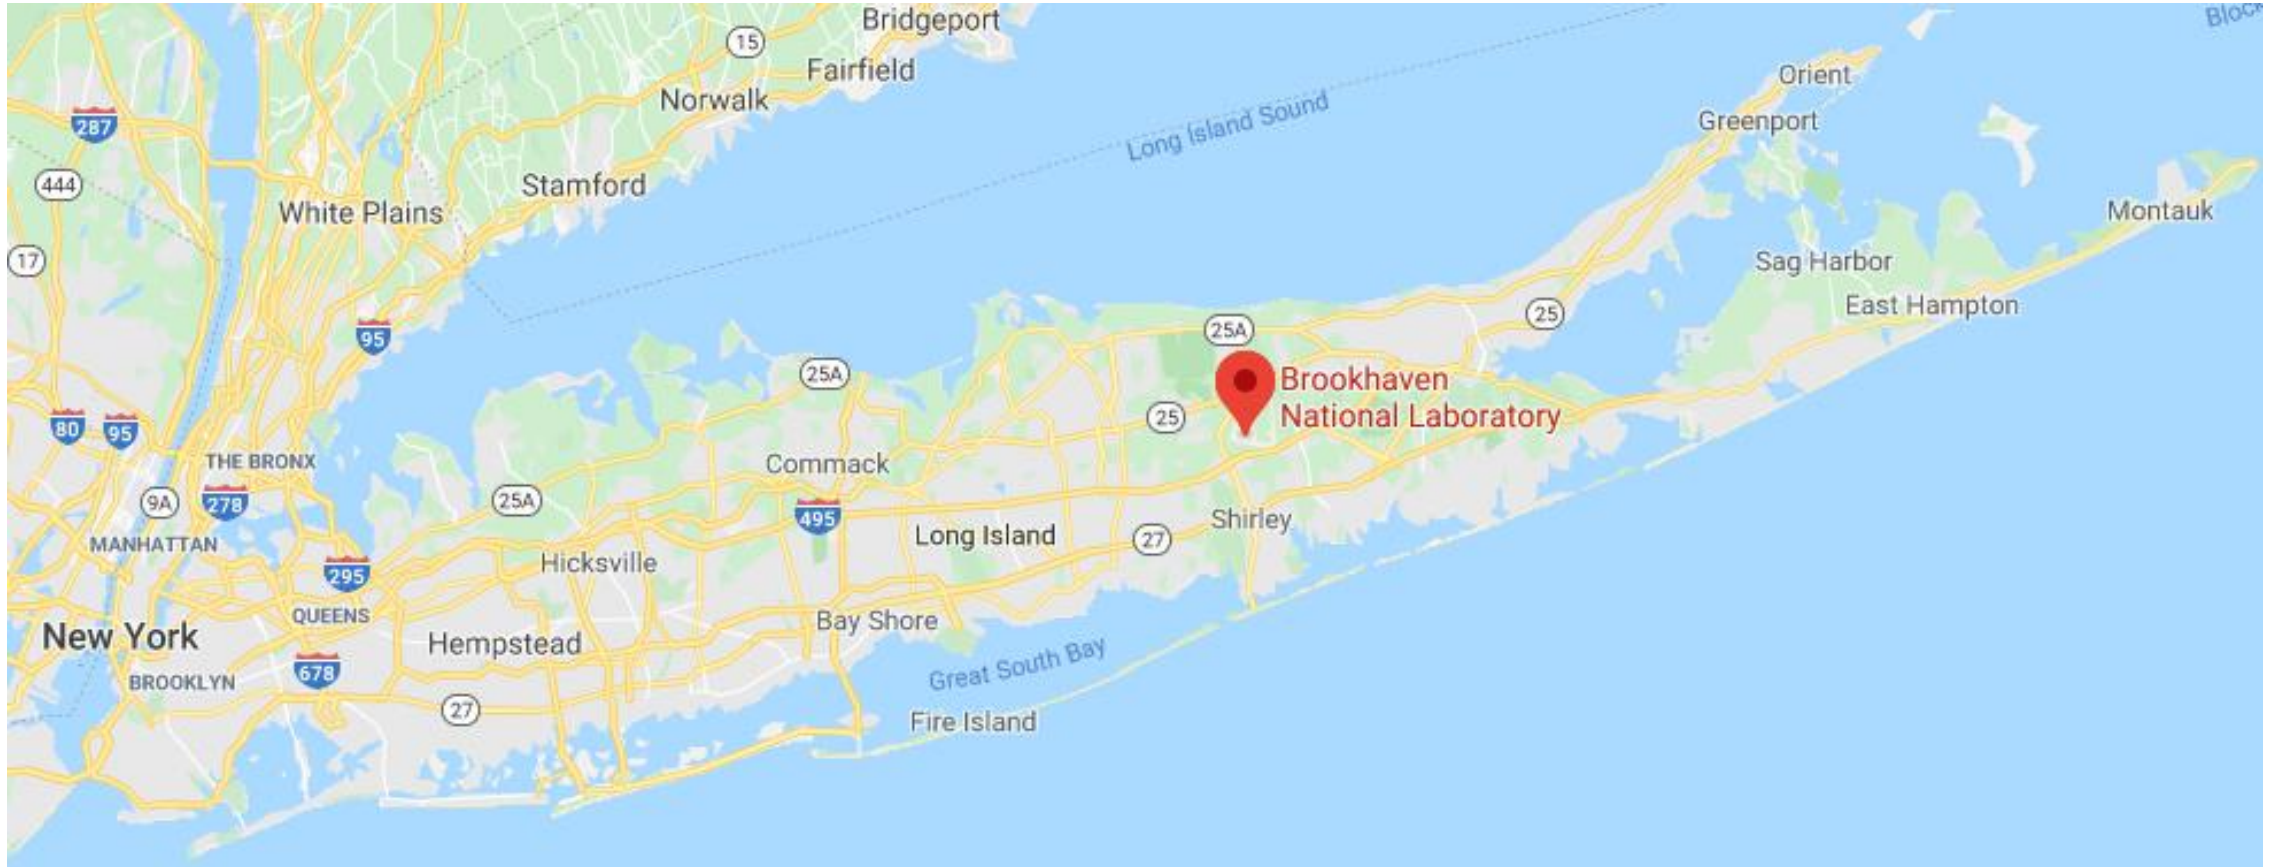 Bridgeport
Block
15
Fairfield
Orient
Norwalk
Long Island Sound
Greenport
287
444
Stamford
White Plains
Montauk
17
Sag Harbor
East Hampton
25
95
25A
25A
Brookhaven
National Laboratory
25
80
95
THE BRONX
Commack
9A
278
25A
495
Shirley
Long Island
27
MANHATTAN
Hicksville
295
QUEENS
Bay Shore
New York
Hempstead
Great South Bay
678
BROOKLYN
27
Fire Island